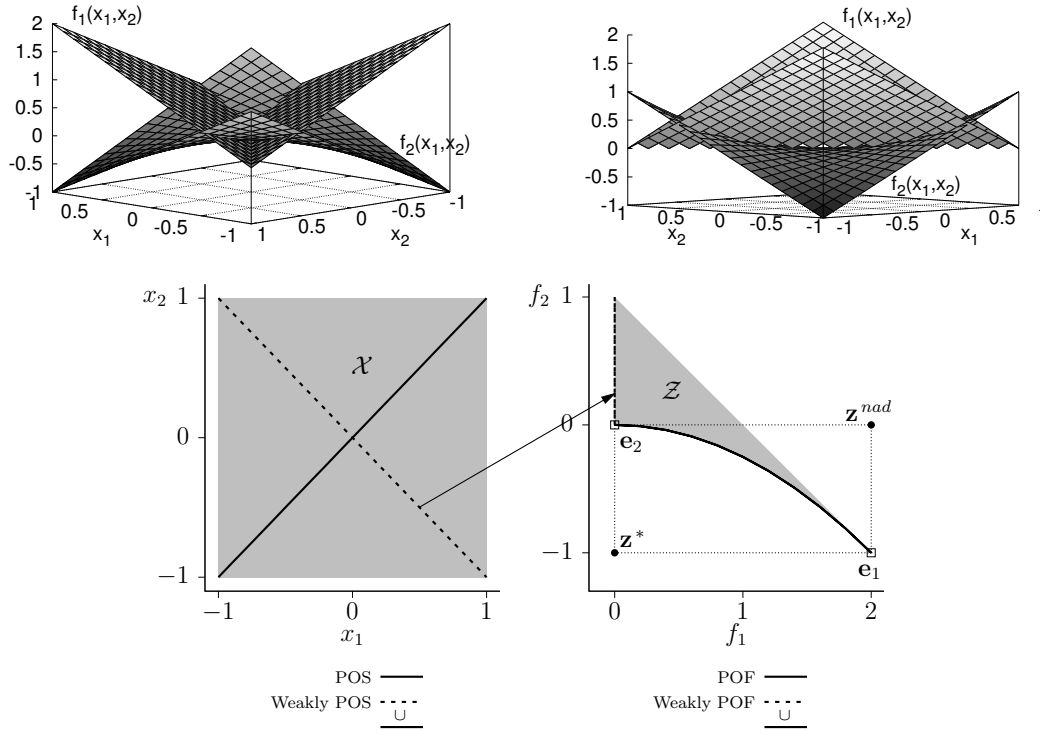 f1(x1,x2)
2
1.5
1
0.5
0
-0.5
-1
f2(x1,x2)
1 0.5 0 -0.5 -1
x1
1 0.5 0 -0.5 -1
x2
f1(x1,x2)
2
1.5
1
0.5
0
-0.5
-1
f2(x1,x2)
1 0.5 0 -0.5 -1
x2
-1 -0.5 0 0.5
x1
x2 1
X
0
−1
−1 0 1
x1
f2 1
Z
0
z^nad
e2
−1
z*
e1
0 1 2
f1
POS
Weakly POS
∪
POF
Weakly POF
∪